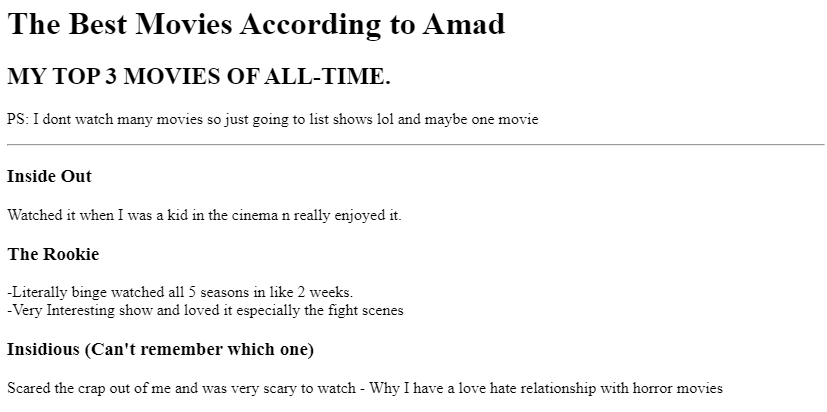 The Best Movies According to Amad
MY TOP 3 MOVIES OF ALL-TIME.
PS: I dont watch many movies so just going to list shows lol and maybe one movie
Inside Out
Watched it when I was a kid in the cinema n really enjoyed it.
The Rookie
-Literally binge watched all 5 seasons in like 2 weeks.
-Very Interesting show and loved it especially the fight scenes
Insidious (Can't remember which one)
Scared the crap out of me and was very scary to watch - Why I have a love hate relationship with horror movies